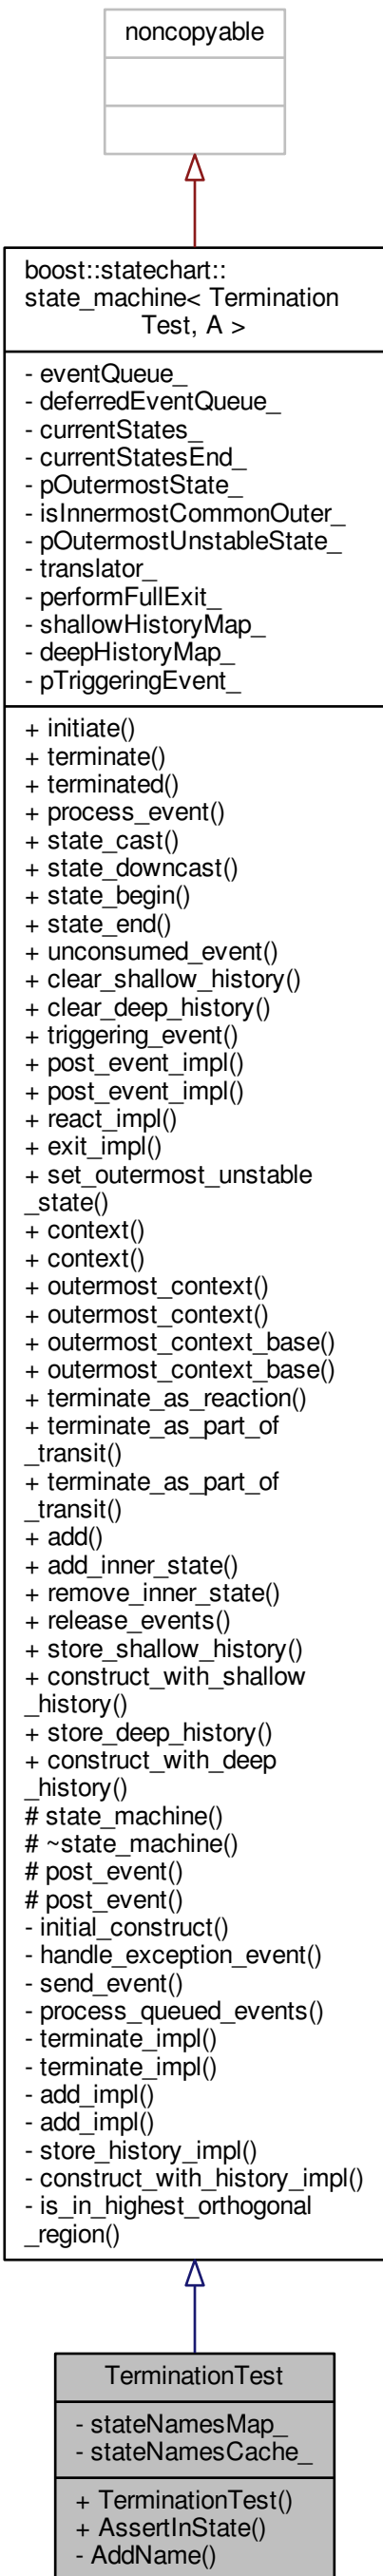 noncopyable
boost::statechart::
state_machine< Termination
Test, A >
- eventQueue_
- deferredEventQueue_
- currentStates_
- currentStatesEnd_
- pOutermostState_
- isInnermostCommonOuter_
- pOutermostUnstableState_
- translator_
- performFullExit_
- shallowHistoryMap_
- deepHistoryMap_
- pTriggeringEvent_
+ initiate()
+ terminate()
+ terminated()
+ process_event()
+ state_cast()
+ state_downcast()
+ state_begin()
+ state_end()
+ unconsumed_event()
+ clear_shallow_history()
+ clear_deep_history()
+ triggering_event()
+ post_event_impl()
+ post_event_impl()
+ react_impl()
+ exit_impl()
+ set_outermost_unstable
_state()
+ context()
+ context()
+ outermost_context()
+ outermost_context()
+ outermost_context_base()
+ outermost_context_base()
+ terminate_as_reaction()
+ terminate_as_part_of
_transit()
+ terminate_as_part_of
_transit()
+ add()
+ add_inner_state()
+ remove_inner_state()
+ release_events()
+ store_shallow_history()
+ construct_with_shallow
_history()
+ store_deep_history()
+ construct_with_deep
_history()
# state_machine()
# ~state_machine()
# post_event()
# post_event()
- initial_construct()
- handle_exception_event()
- send_event()
- process_queued_events()
- terminate_impl()
- terminate_impl()
- add_impl()
- add_impl()
- store_history_impl()
- construct_with_history_impl()
- is_in_highest_orthogonal
_region()
TerminationTest
- stateNamesMap_
- stateNamesCache_
+ TerminationTest()
+ AssertInState()
- AddName()